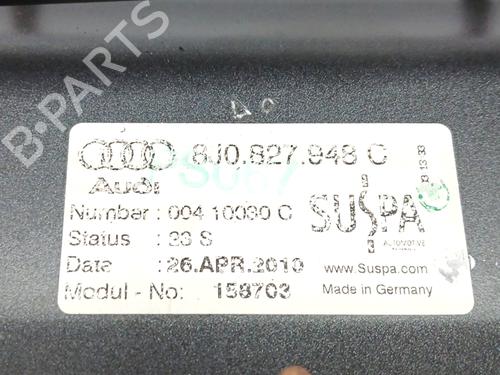 8J0.827.948 C
Audi
SUSPA
AUTOMOTIVE
Number : 004 10030 C
Status : 33 S
Date : 26.APR.2010
Modul - No: 158703
www.Suspa.com
Made in Germany
B-PARTS